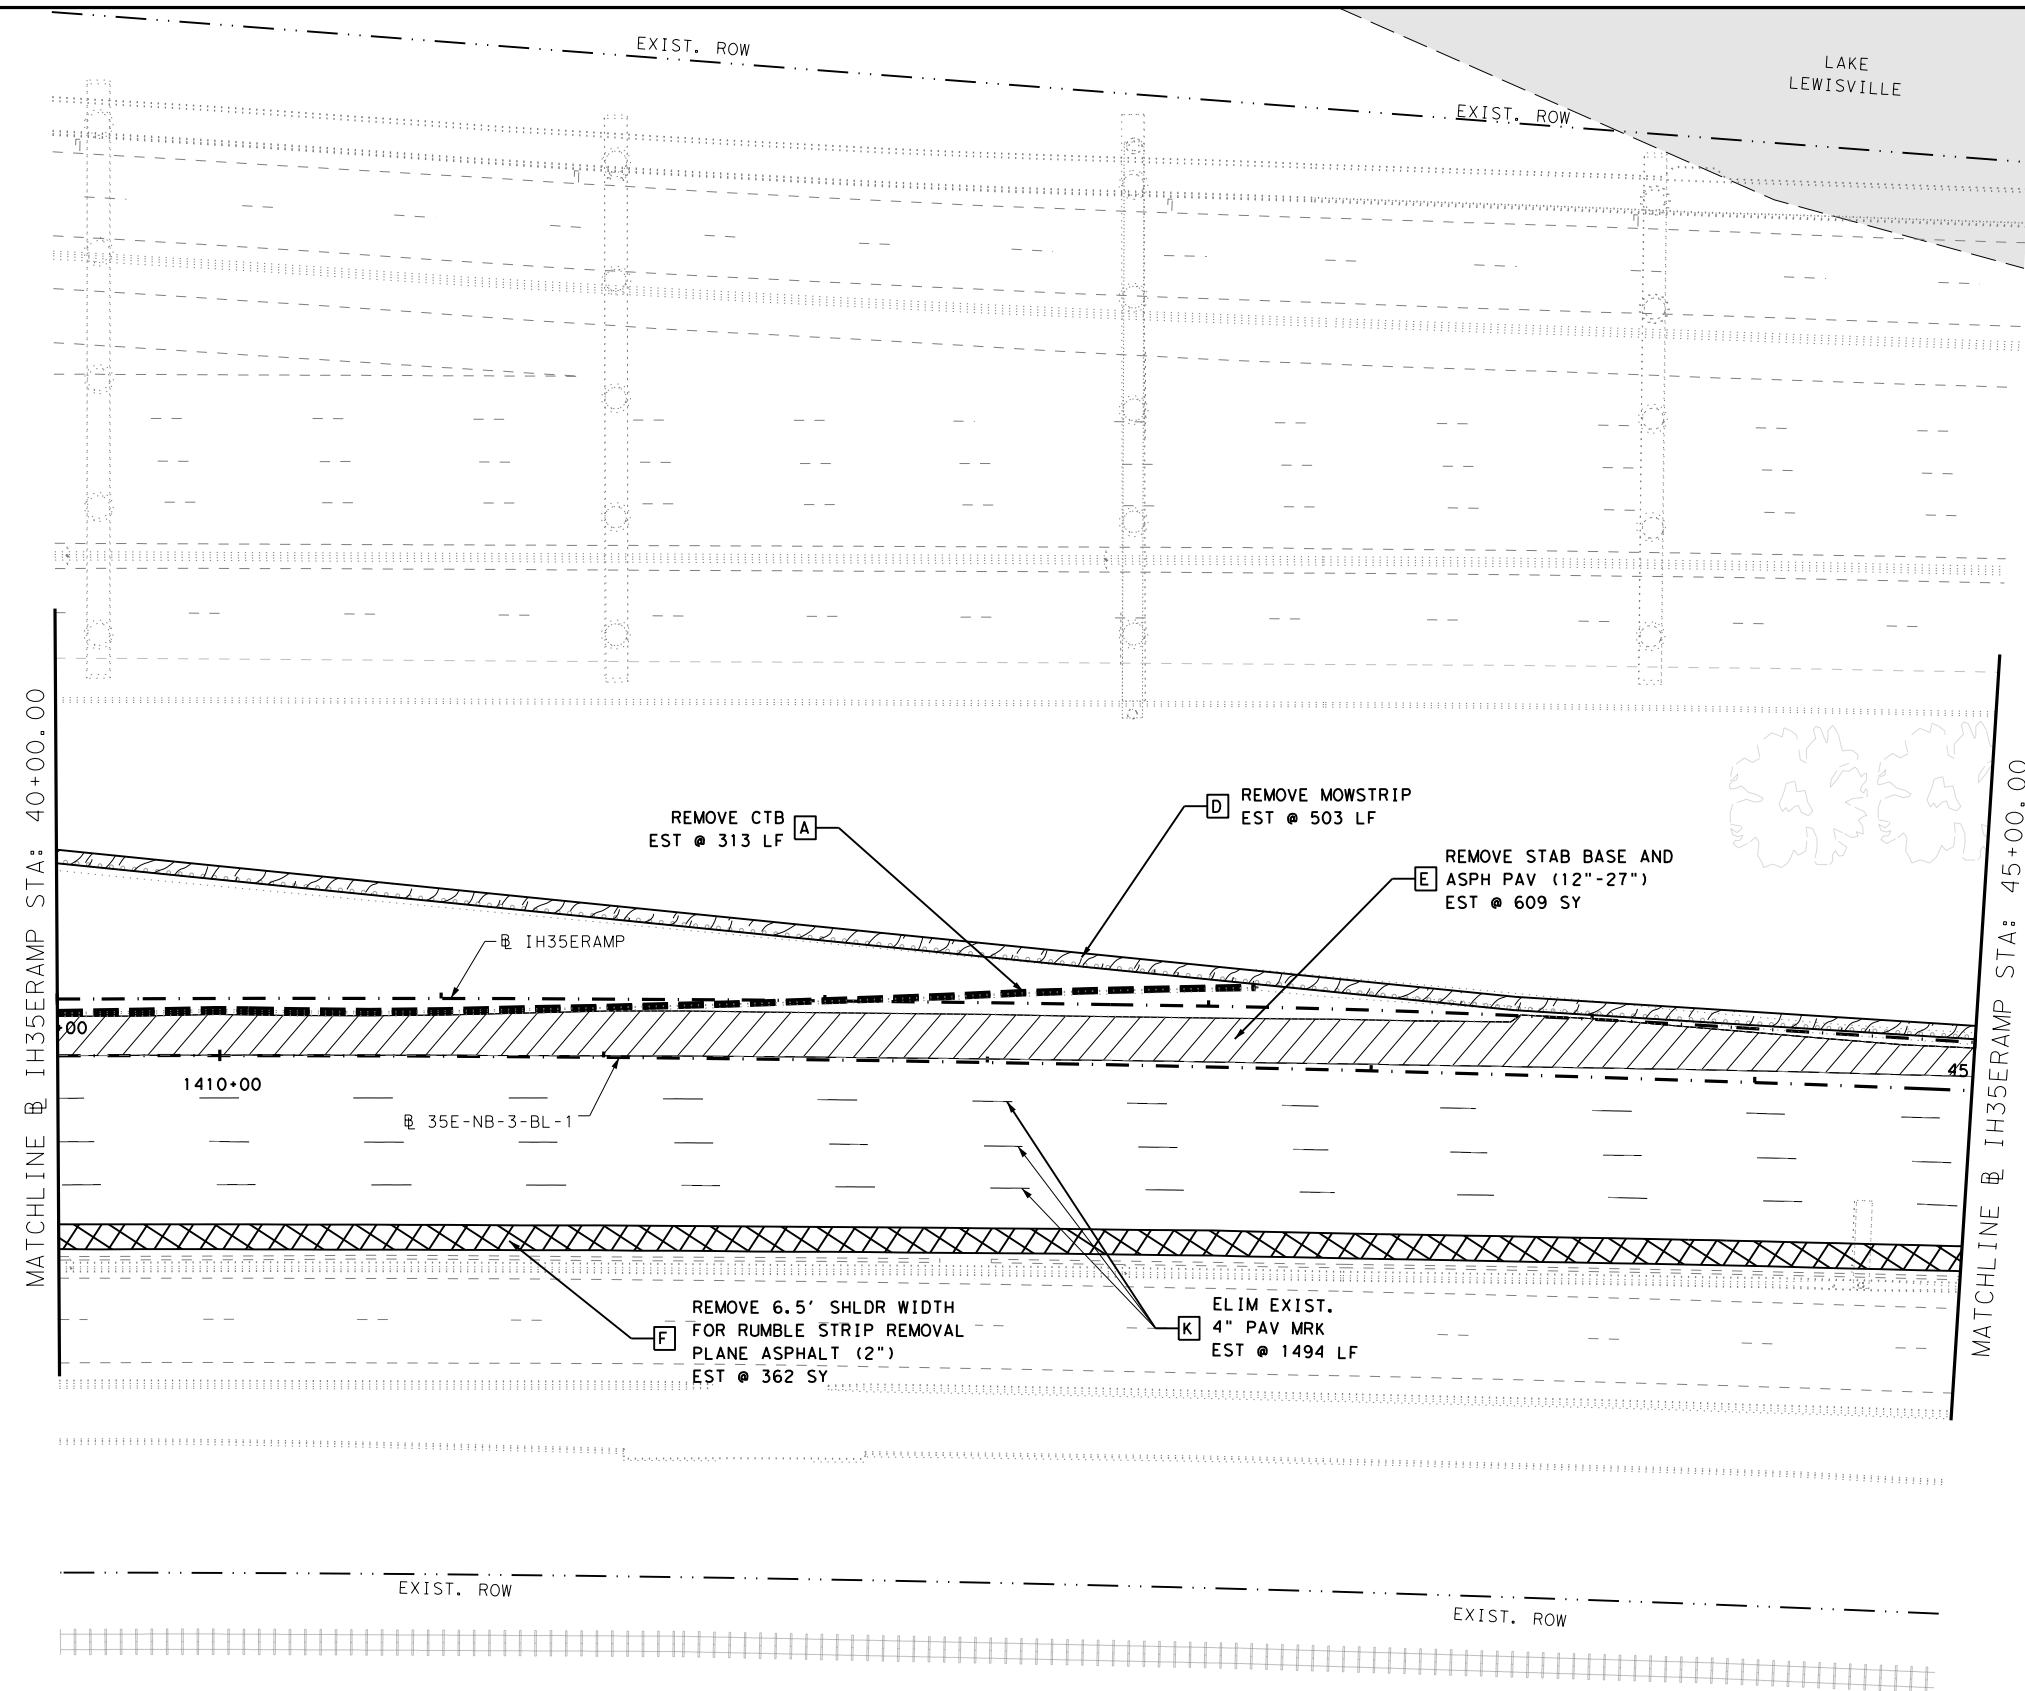 EXIST. ROW
LAKE
LEWISVILLE
EXIST. ROW
MATCHLINE ⅊ IH35ERAMP STA: 40+00.00
MATCHLINE ⅊ IH35ERAMP STA: 45+00.00
REMOVE MOWSTRIP
EST @ 503 LF
D
REMOVE CTB
EST @ 313 LF
A
REMOVE STAB BASE AND
ASPH PAV (12"-27")
EST @ 609 SY
E
⅊ IH35ERAMP
+00
1410+00
45
⅊ 35E-NB-3-BL-1
REMOVE 6.5' SHLDR WIDTH
FOR RUMBLE STRIP REMOVAL
PLANE ASPHALT (2")
EST @ 362 SY
F
ELIM EXIST.
4" PAV MRK
EST @ 1494 LF
K
EXIST. ROW
EXIST. ROW